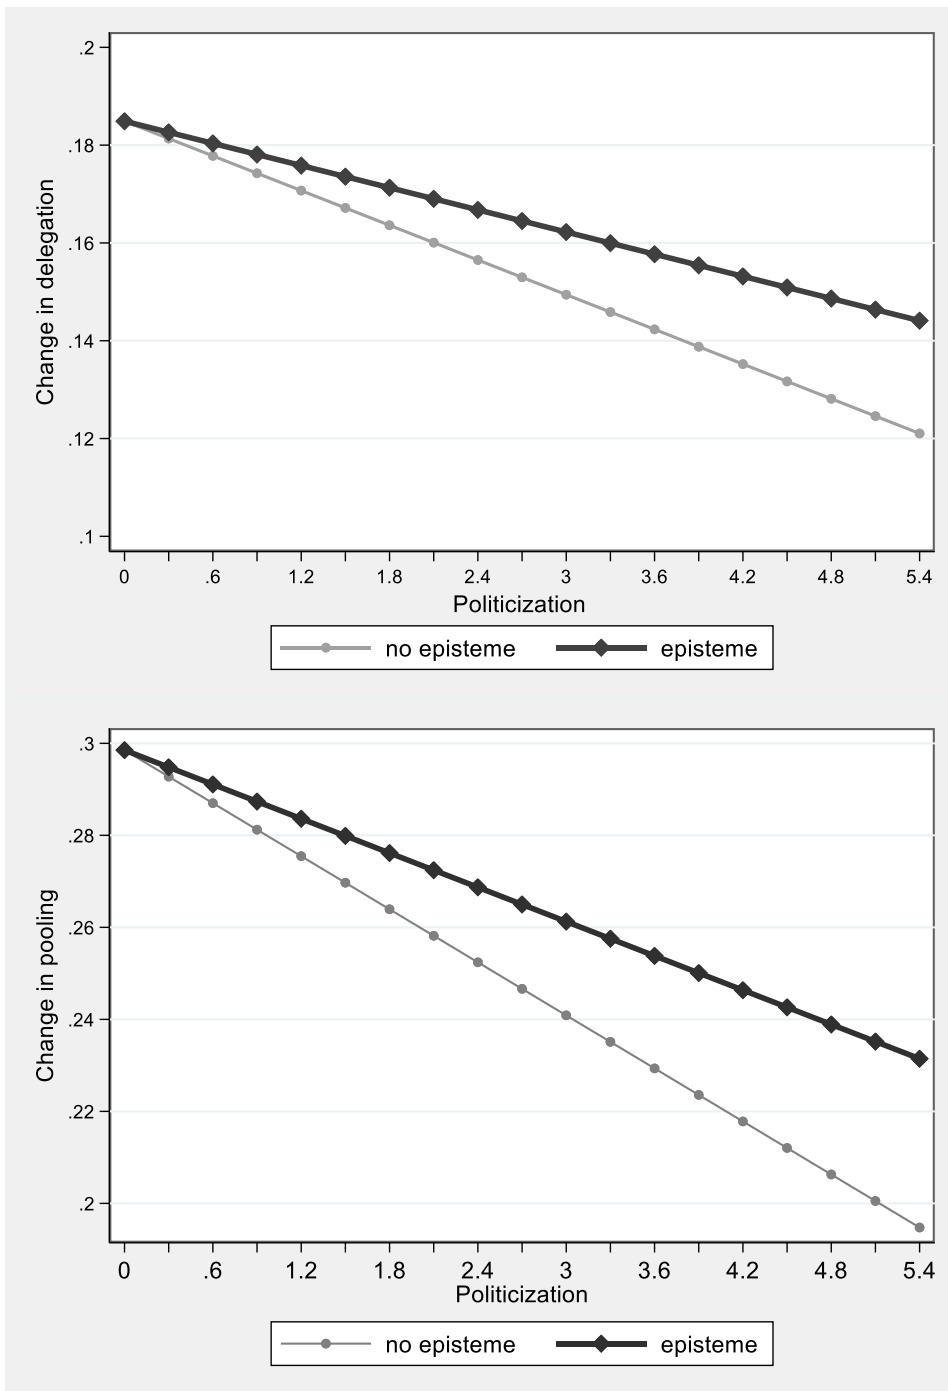 .2
.18
.16
.14
.12
.1
Change in delegation
0 .6 1.2 1.8 2.4 3 3.6 4.2 4.8 5.4
Politicization
no episteme episteme
.3
.28
.26
.24
.22
.2
Change in pooling
0 .6 1.2 1.8 2.4 3 3.6 4.2 4.8 5.4
Politicization
no episteme episteme